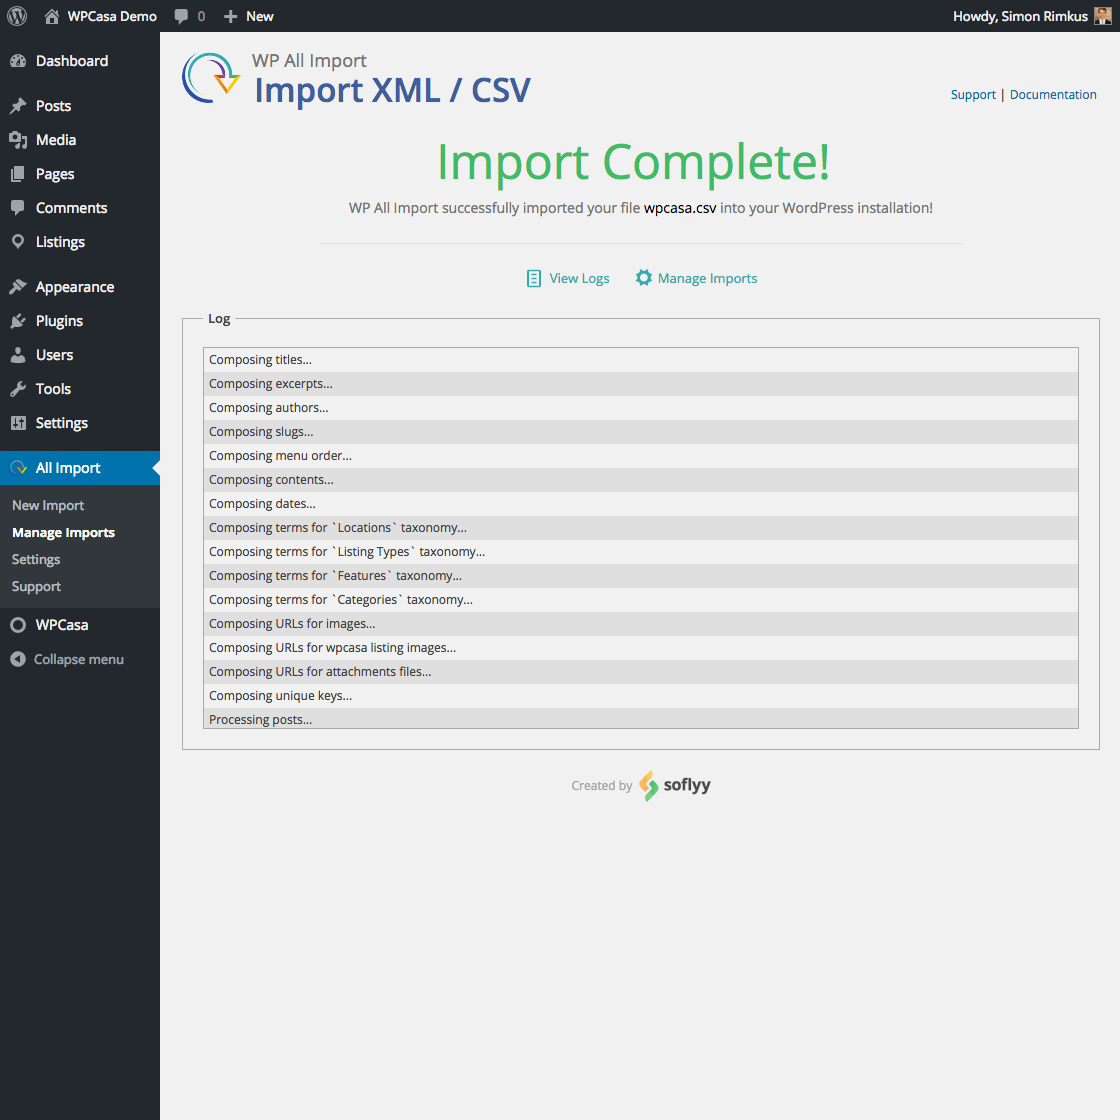 WPCasa Demo 0 New Howdy, Simon Rimkus
Dashboard
Posts
Media
Pages
Comments
Listings
Appearance
Plugins
Users
Tools
Settings
All Import
New Import
Manage Imports
Settings
Support
WPCasa
Collapse menu
WP All Import
Import XML / CSV
Support | Documentation
Import Complete!
WP All Import successfully imported your file wpcasa.csv into your WordPress installation!
View Logs Manage Imports
Log
Composing titles...
Composing excerpts...
Composing authors...
Composing slugs...
Composing menu order...
Composing contents...
Composing dates...
Composing terms for `Locations` taxonomy...
Composing terms for `Listing Types` taxonomy...
Composing terms for `Features` taxonomy...
Composing terms for `Categories` taxonomy...
Composing URLs for images...
Composing URLs for wpcasa listing images...
Composing URLs for attachments files...
Composing unique keys...
Processing posts...
Created by soflyy